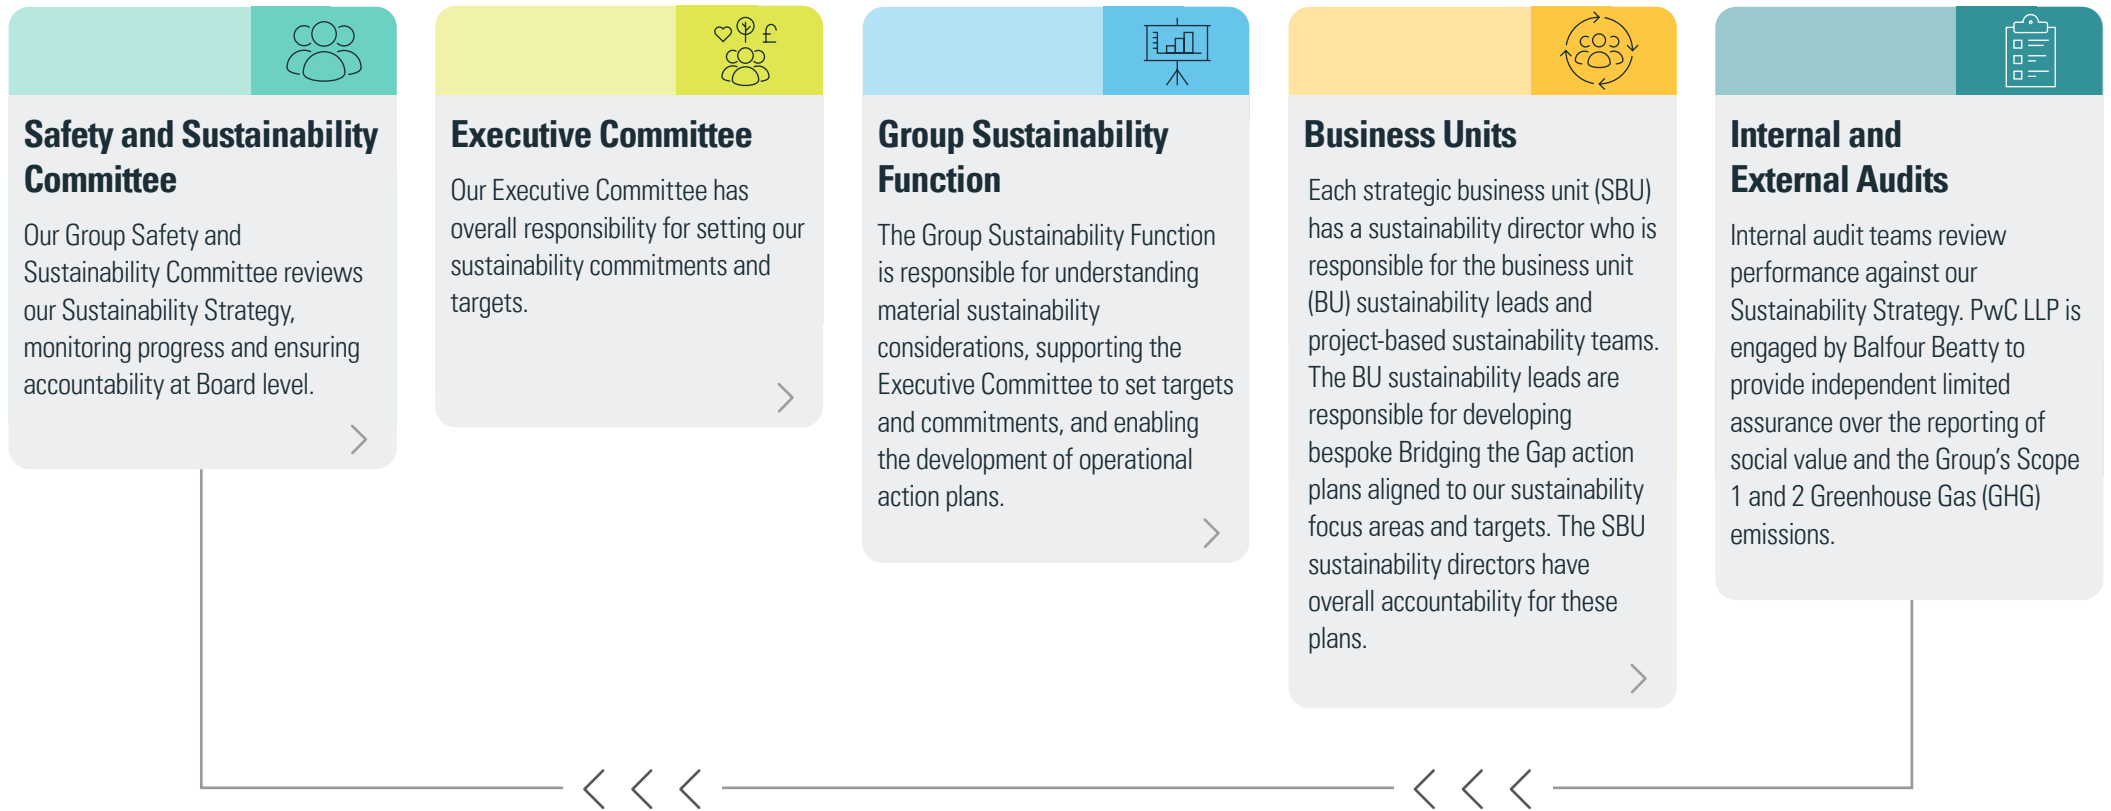 Safety and Sustainability
Committee
Our Group Safety and
Sustainability Committee reviews
our Sustainability Strategy,
monitoring progress and ensuring
accountability at Board level.
£
Executive Committee
Our Executive Committee has
overall responsibility for setting our
sustainability commitments and
targets.
Group Sustainability
Function
The Group Sustainability Function
is responsible for understanding
material sustainability
considerations, supporting the
Executive Committee to set targets
and commitments, and enabling
the development of operational
action plans.
Business Units
Each strategic business unit (SBU)
has a sustainability director who is
responsible for the business unit
(BU) sustainability leads and
project-based sustainability teams.
The BU sustainability leads are
responsible for developing
bespoke Bridging the Gap action
plans aligned to our sustainability
focus areas and targets. The SBU
sustainability directors have
overall accountability for these
plans.
Internal and
External Audits
Internal audit teams review
performance against our
Sustainability Strategy. PwC LLP is
engaged by Balfour Beatty to
provide independent limited
assurance over the reporting of
social value and the Group’s Scope
1 and 2 Greenhouse Gas (GHG)
emissions.